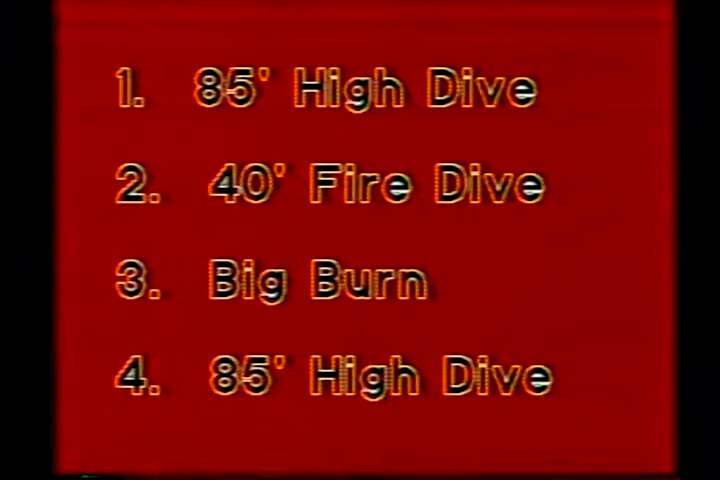 1. 85' High Dive
2. 40' Fire Dive
3. Big Burn
4. 85' High Dive